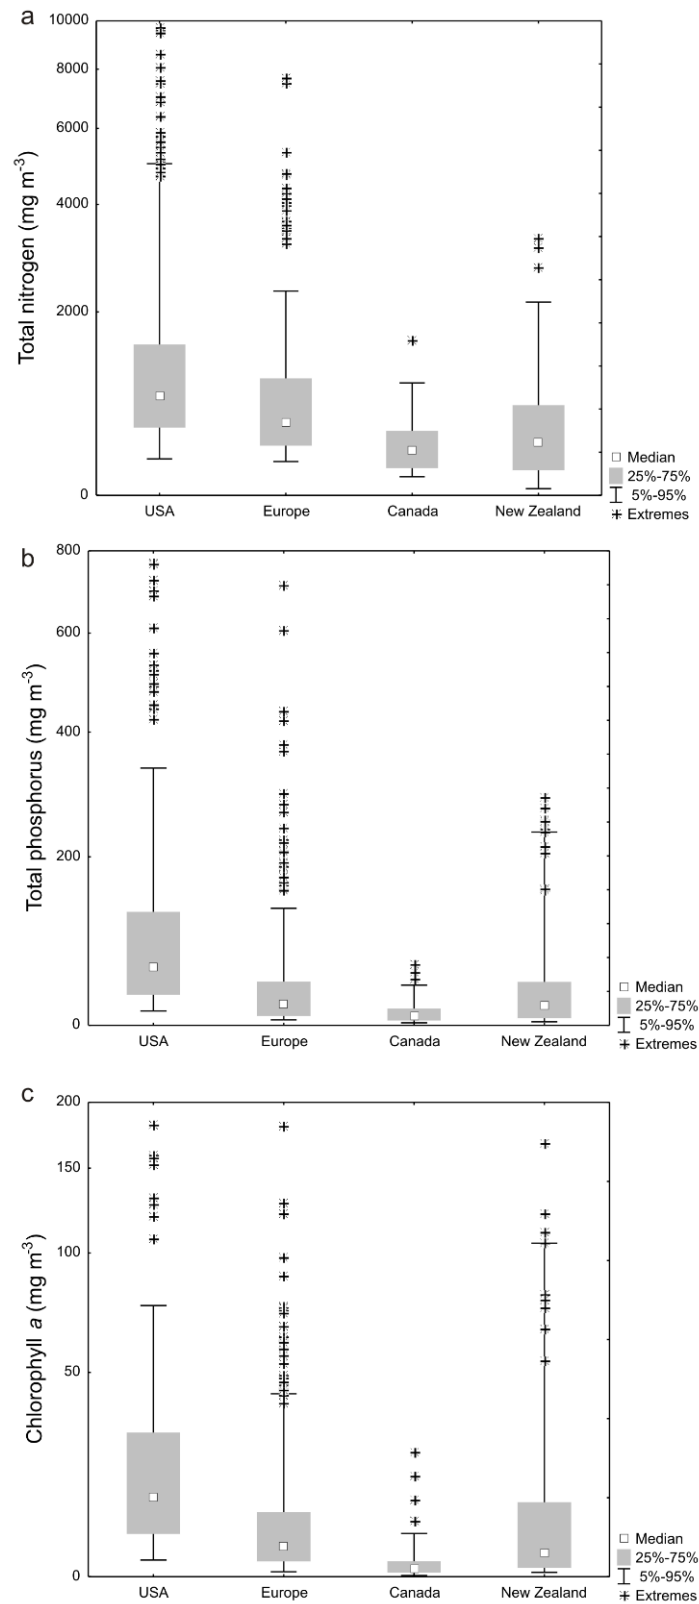 a
Total nitrogen (mg m⁻³)
10000
8000
6000
4000
2000
0
USA Europe Canada New Zealand
Median
25%-75%
5%-95%
Extremes
b
Total phosphorus (mg m⁻³)
800
600
400
200
0
USA Europe Canada New Zealand
Median
25%-75%
5%-95%
Extremes
c
Chlorophyll a (mg m⁻³)
200
150
100
50
0
USA Europe Canada New Zealand
Median
25%-75%
5%-95%
Extremes